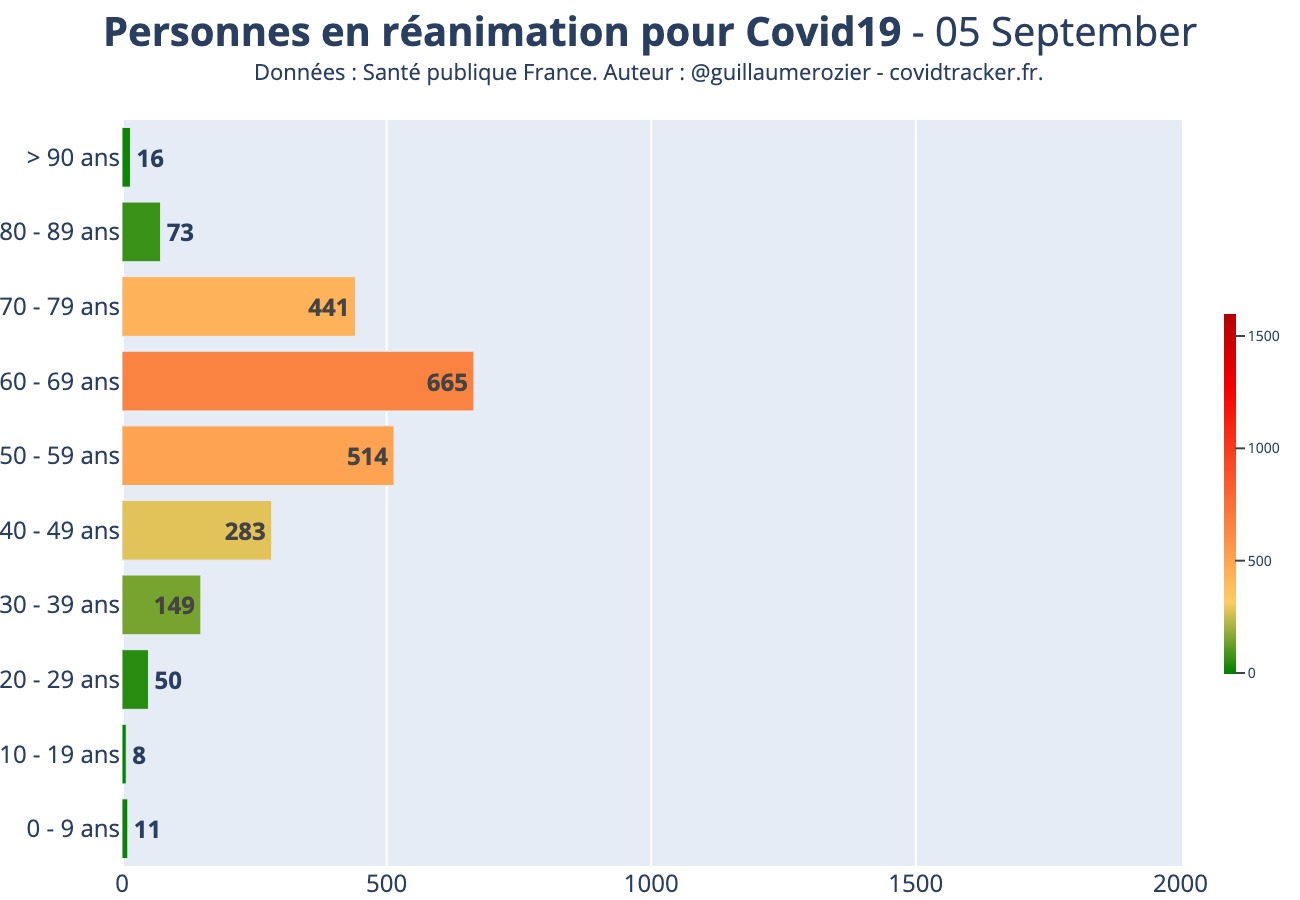 Personnes en réanimation pour Covid19 - 05 September
Données : Santé publique France. Auteur : @guillaumerozier - covidtracker.fr.
> 90 ans 16
80 - 89 ans 73
70 - 79 ans 441
60 - 69 ans 665
50 - 59 ans 514
40 - 49 ans 283
30 - 39 ans 149
20 - 29 ans 50
10 - 19 ans 8
0 - 9 ans 11
0 500 1000 1500 2000
1500
1000
500
0